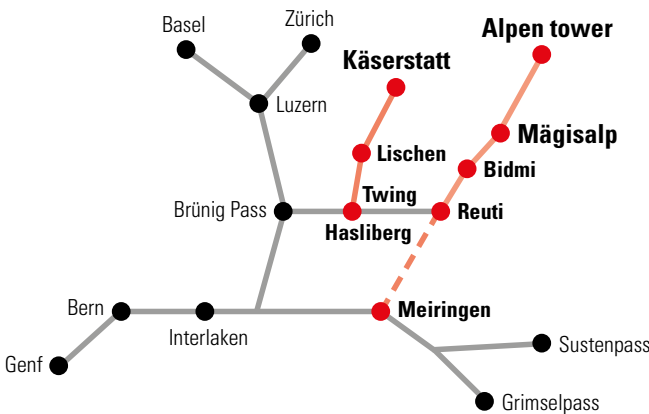 Basel
Zürich
Alpen tower
Käserstatt
Luzern
Mägisalp
Lischen
Bidmi
Twing
Brünig Pass
Hasliberg
Reuti
Bern
Meiringen
Interlaken
Sustenpass
Genf
Grimselpass